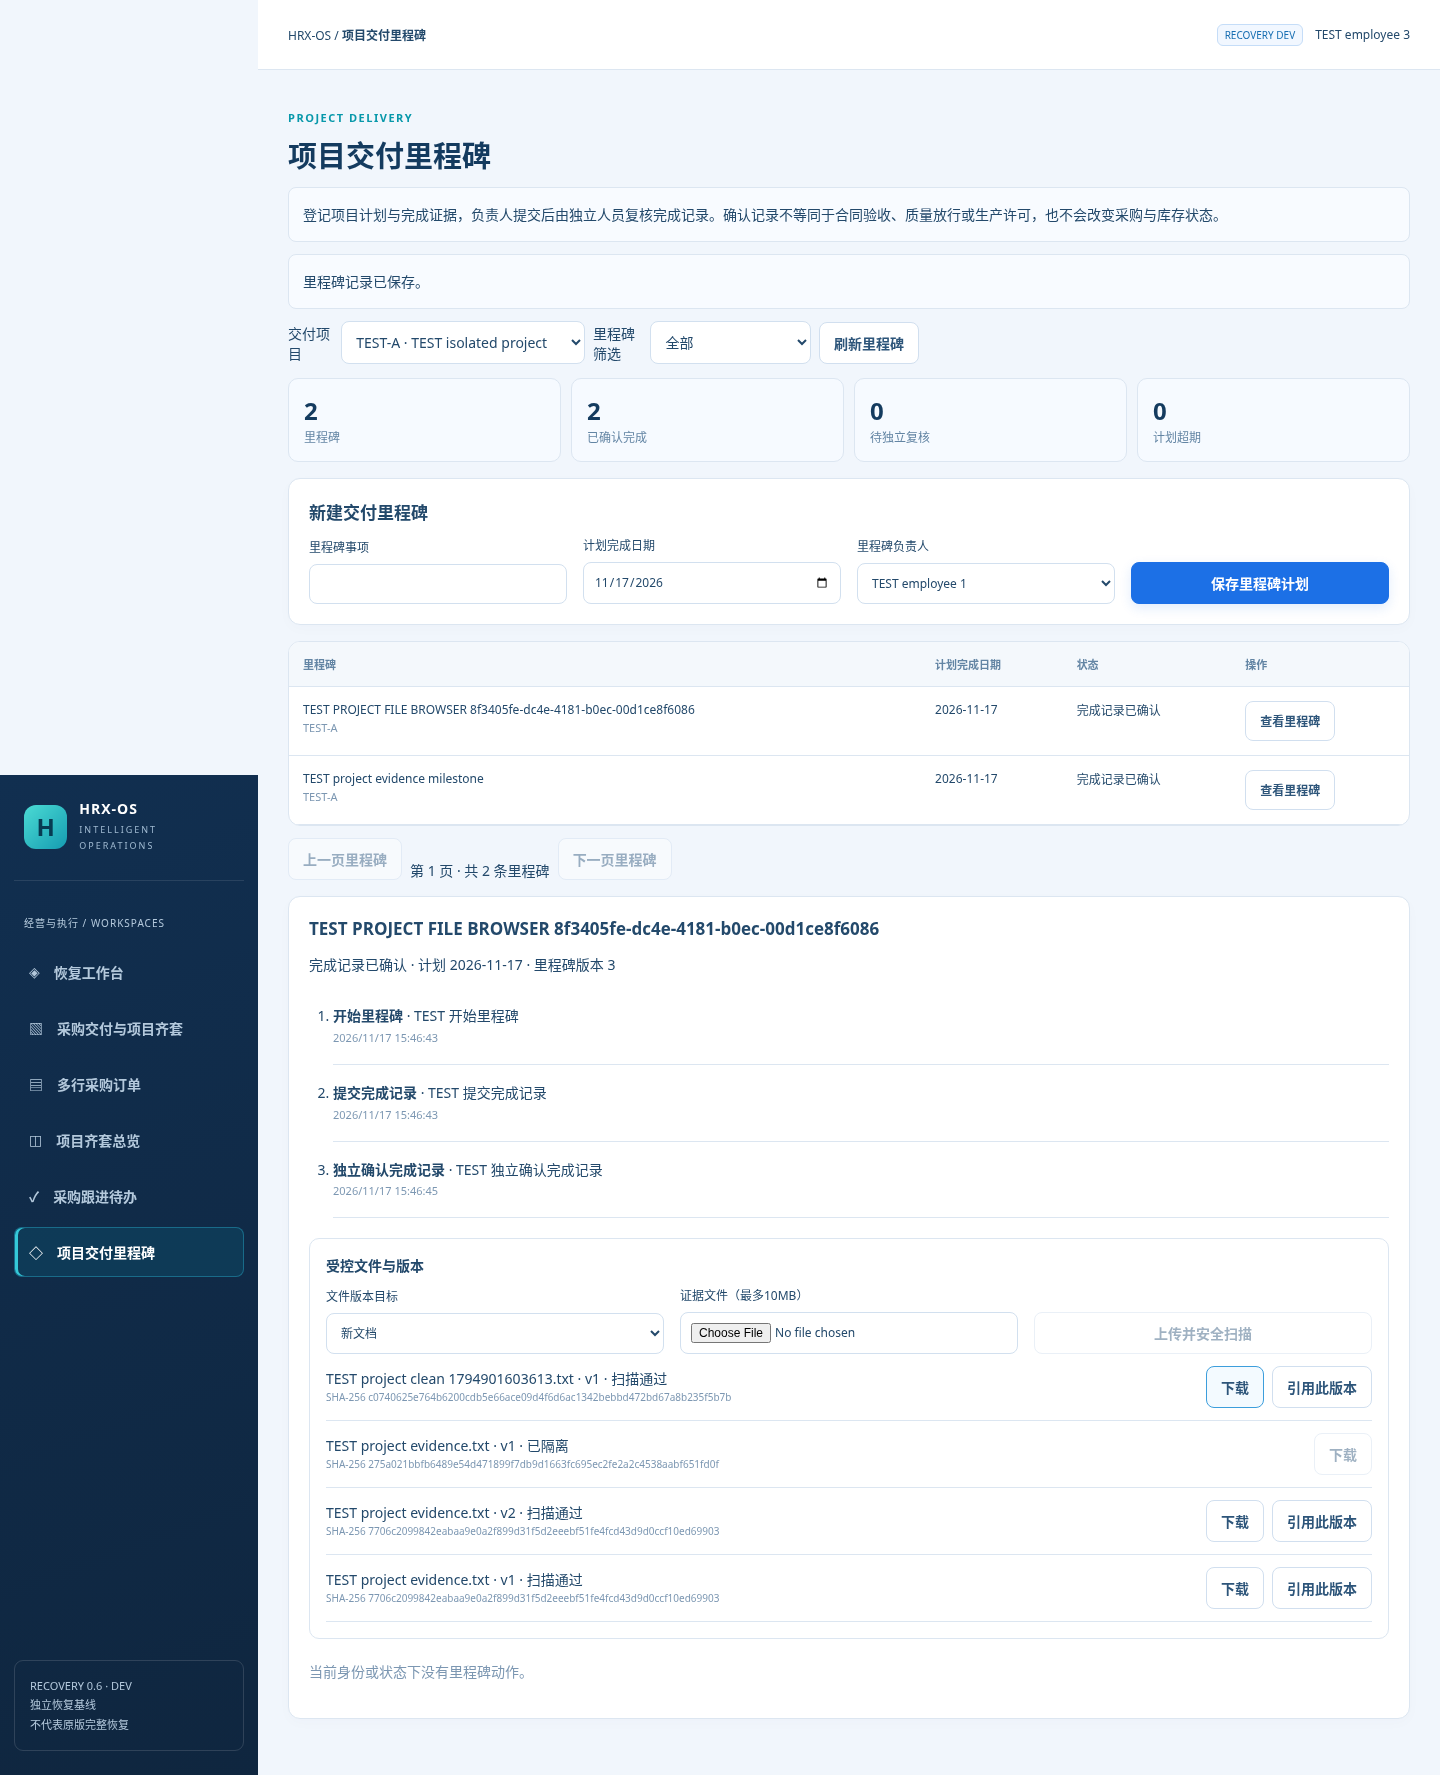 HRX-OS / 项目交付里程碑
RECOVERY DEV
TEST employee 3
PROJECT DELIVERY
项目交付里程碑
登记项目计划与完成证据，负责人提交后由独立人员复核完成记录。确认记录不等同于合同验收、质量放行或生产许可，也不会改变采购与库存状态。
里程碑记录已保存。
交付项目
TEST-A · TEST isolated project
里程碑筛选
全部
刷新里程碑
2
里程碑
2
已确认完成
0
待独立复核
0
计划超期
新建交付里程碑
里程碑事项
计划完成日期
11/17/2026
里程碑负责人
TEST employee 1
保存里程碑计划
里程碑
计划完成日期
状态
操作
TEST PROJECT FILE BROWSER 8f3405fe-dc4e-4181-b0ec-00d1ce8f6086
TEST-A
2026-11-17
完成记录已确认
查看里程碑
TEST project evidence milestone
TEST-A
2026-11-17
完成记录已确认
查看里程碑
上一页里程碑
第 1 页 · 共 2 条里程碑
下一页里程碑
TEST PROJECT FILE BROWSER 8f3405fe-dc4e-4181-b0ec-00d1ce8f6086
完成记录已确认 · 计划 2026-11-17 · 里程碑版本 3
1. 开始里程碑 · TEST 开始里程碑
2026/11/17 15:46:43
2. 提交完成记录 · TEST 提交完成记录
2026/11/17 15:46:43
3. 独立确认完成记录 · TEST 独立确认完成记录
2026/11/17 15:46:45
受控文件与版本
文件版本目标
新文档
证据文件（最多10MB）
Choose File No file chosen
上传并安全扫描
TEST project clean 1794901603613.txt · v1 · 扫描通过
SHA-256 c0740625e764b6200cdb5e66ace09d4f6d6ac1342bebbd472bd67a8b235f5b7b
下载
引用此版本
TEST project evidence.txt · v1 · 已隔离
SHA-256 275a021bbfb6489e54d471899f7db9d1663fc695ec2fe2a2c4538aabf651fd0f
下载
TEST project evidence.txt · v2 · 扫描通过
SHA-256 7706c2099842eabaa9e0a2f899d31f5d2eeebf51fe4fcd43d9d0ccf10ed69903
下载
引用此版本
TEST project evidence.txt · v1 · 扫描通过
SHA-256 7706c2099842eabaa9e0a2f899d31f5d2eeebf51fe4fcd43d9d0ccf10ed69903
下载
引用此版本
当前身份或状态下没有里程碑动作。
H
HRX-OS
INTELLIGENT
OPERATIONS
经营与执行 / WORKSPACES
恢复工作台
采购交付与项目齐套
多行采购订单
项目齐套总览
采购跟进待办
项目交付里程碑
RECOVERY 0.6 · DEV
独立恢复基线
不代表原版完整恢复